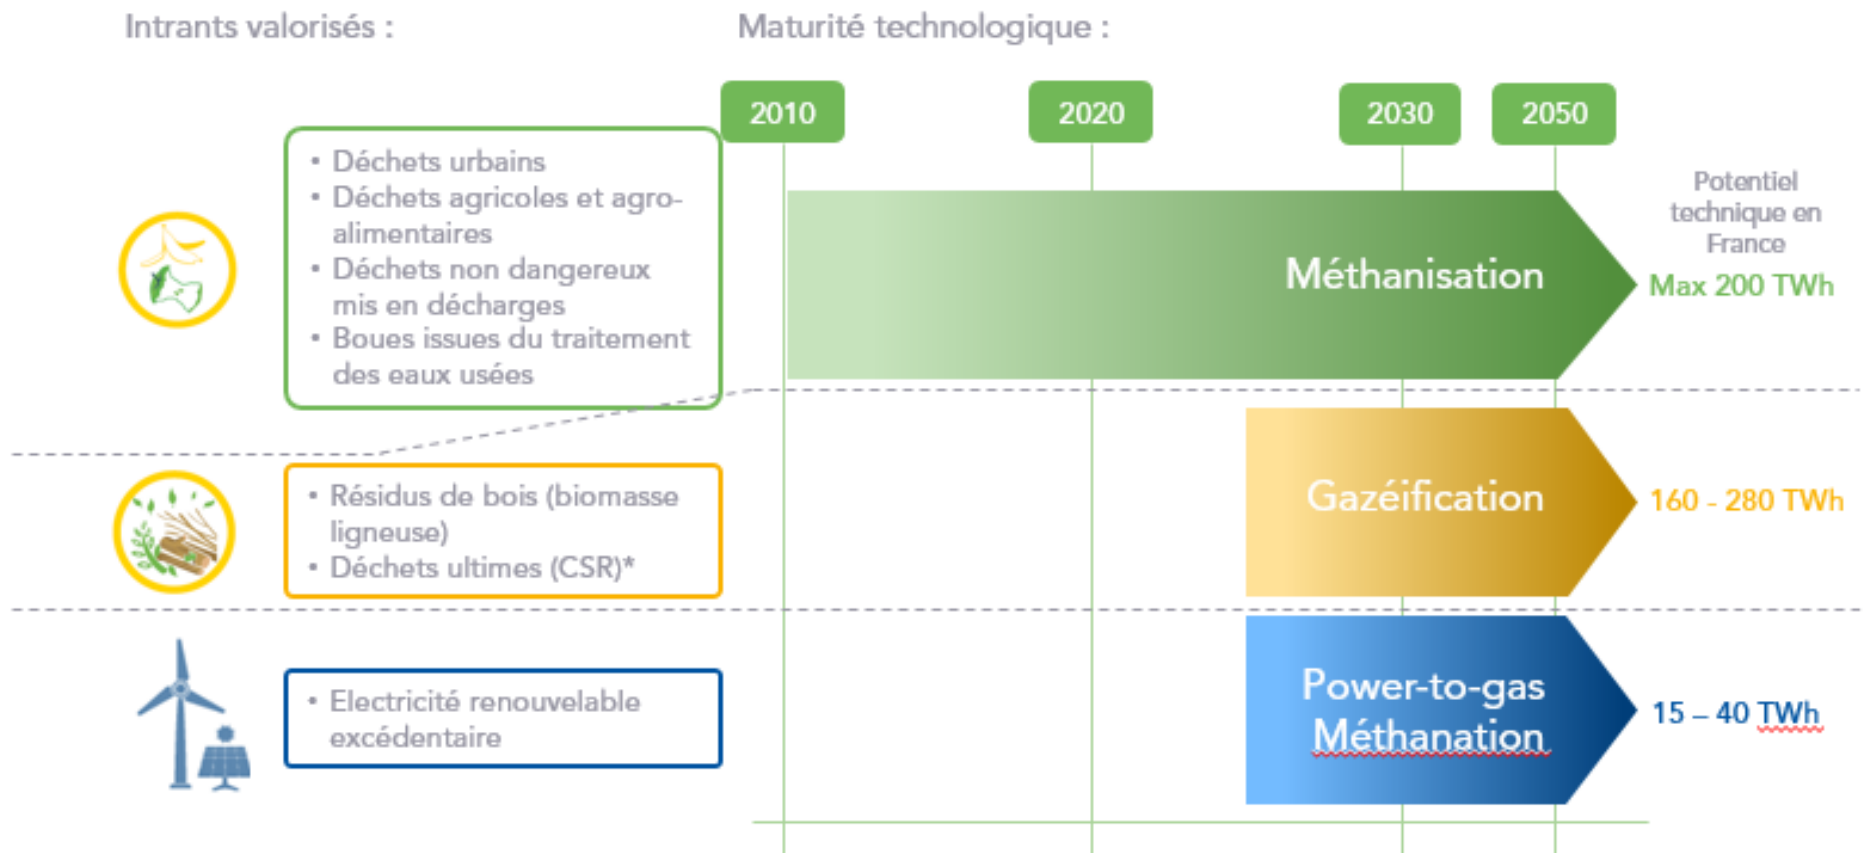 Intrants valorisés :
Maturité technologique :
2010
2020
2030
2050
• Déchets urbains
• Déchets agricoles et agro-
alimentaires
• Déchets non dangereux
mis en décharges
• Boues issues du traitement
des eaux usées
Méthanisation
Potentiel
technique en
France
Max 200 TWh
• Résidus de bois (biomasse
ligneuse)
• Déchets ultimes (CSR)*
Gazéification
160 - 280 TWh
• Electricité renouvelable
excédentaire
Power-to-gas
Méthanation
15 – 40 TWh